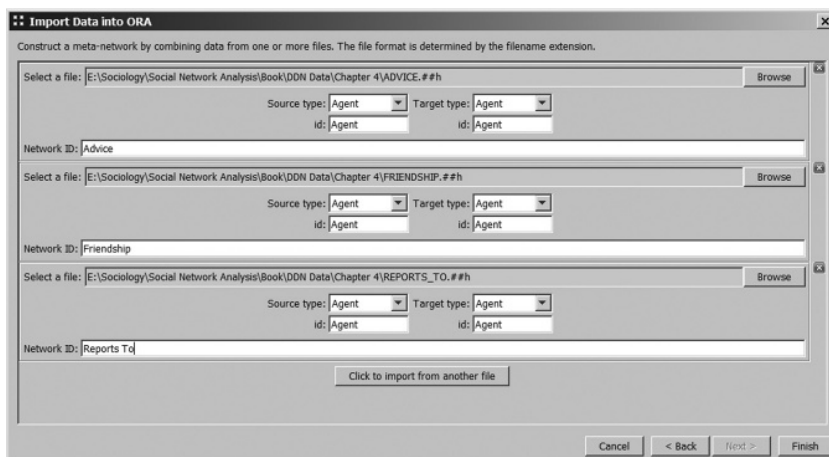 Import Data into ORA
Construct a meta-network by combining data from one or more files. The file format is determined by the filename extension.
Select a file: E:\Sociology\Social Network Analysis\Book\DDN Data\Chapter 4\ADVICE.##h Browse
Source type: Agent Target type: Agent
id: Agent id: Agent
Network ID: Advice
Select a file: E:\Sociology\Social Network Analysis\Book\DDN Data\Chapter 4\FRIENDSHIP.##h Browse
Source type: Agent Target type: Agent
id: Agent id: Agent
Network ID: Friendship
Select a file: E:\Sociology\Social Network Analysis\Book\DDN Data\Chapter 4\REPORTS_TO.##h Browse
Source type: Agent Target type: Agent
id: Agent id: Agent
Network ID: Reports To
Click to import from another file
Cancel < Back Next > Finish